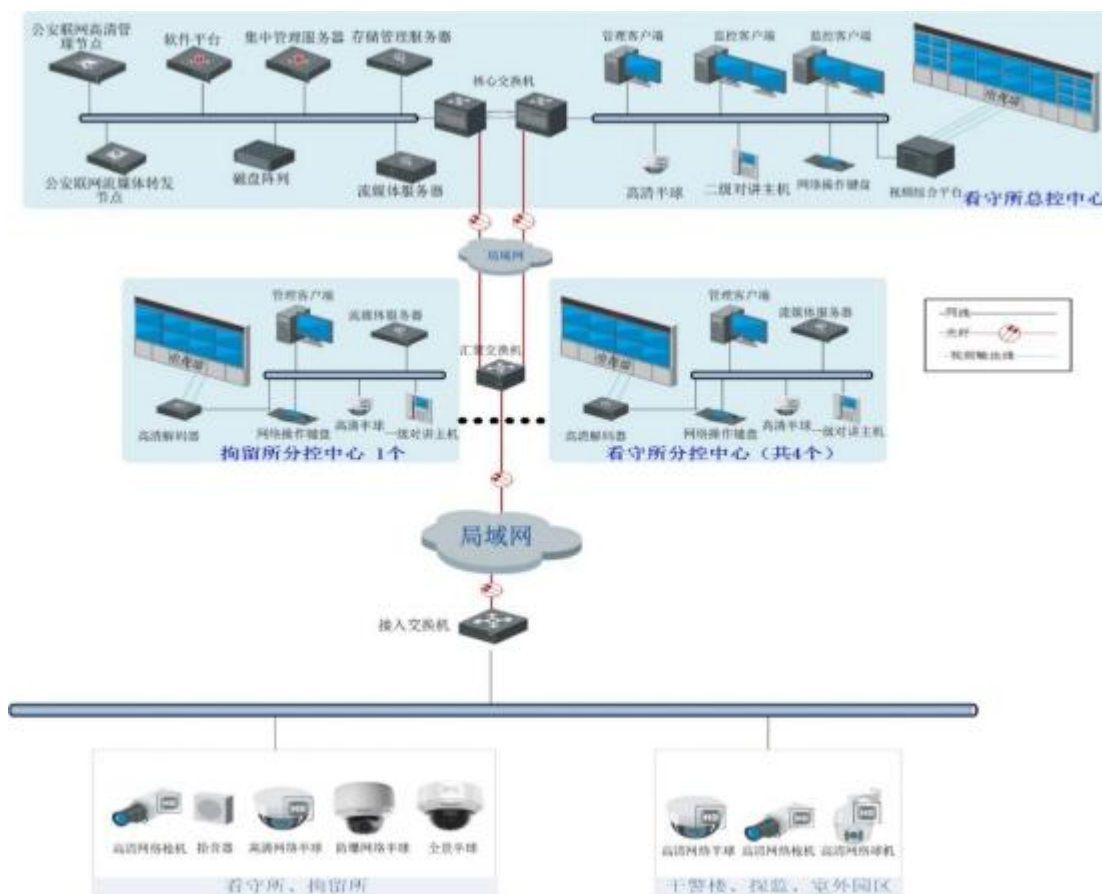 公安联网高清管
理节点
软件平台
集中管理服务器
存储管理服务器
核心交换机
管理客户端
监控客户端
监控客户端
电视墙
公安联网流媒体转发
节点
磁盘阵列
流媒体服务器
高清半球
二级对讲主机
网络操作键盘
视频综合平台
看守所总控中心
局域网
管理客户端
流媒体服务器
电视墙
高清解码器
网络操作键盘
高清半球
一级对讲主机
拘留所分控中心 1个
汇聚交换机
管理客户端
流媒体服务器
电视墙
高清解码器
网络操作键盘
高清半球
一级对讲主机
看守所分控中心（共4个）
网线
光纤
视频输出线
局域网
接入交换机
高清网络枪机
拾音器
高清网络半球
防爆网络半球
全景半球
看守所、拘留所
高清网络半球
高清网络枪机
高清网络球机
干警楼、探监、室外园区